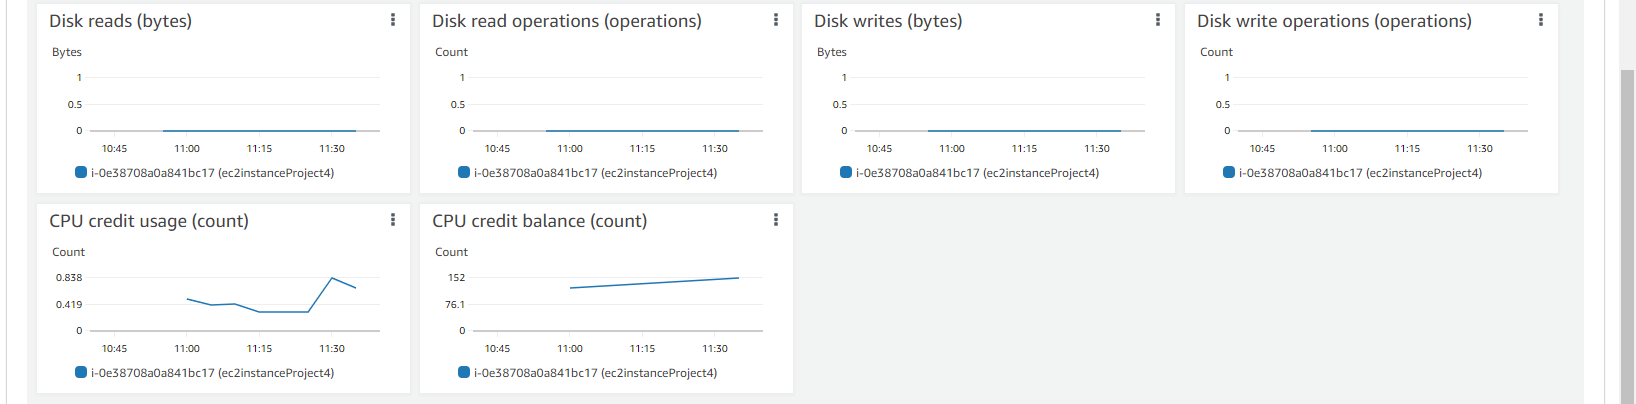 Disk reads (bytes)
Bytes
1
0.5
0
10:45 11:00 11:15 11:30
i-0e38708a0a841bc17 (ec2instanceProject4)
Disk read operations (operations)
Count
1
0.5
0
10:45 11:00 11:15 11:30
i-0e38708a0a841bc17 (ec2instanceProject4)
Disk writes (bytes)
Bytes
1
0.5
0
10:45 11:00 11:15 11:30
i-0e38708a0a841bc17 (ec2instanceProject4)
Disk write operations (operations)
Count
1
0.5
0
10:45 11:00 11:15 11:30
i-0e38708a0a841bc17 (ec2instanceProject4)
CPU credit usage (count)
Count
0.838
0.419
0
10:45 11:00 11:15 11:30
i-0e38708a0a841bc17 (ec2instanceProject4)
CPU credit balance (count)
Count
152
76.1
0
10:45 11:00 11:15 11:30
i-0e38708a0a841bc17 (ec2instanceProject4)